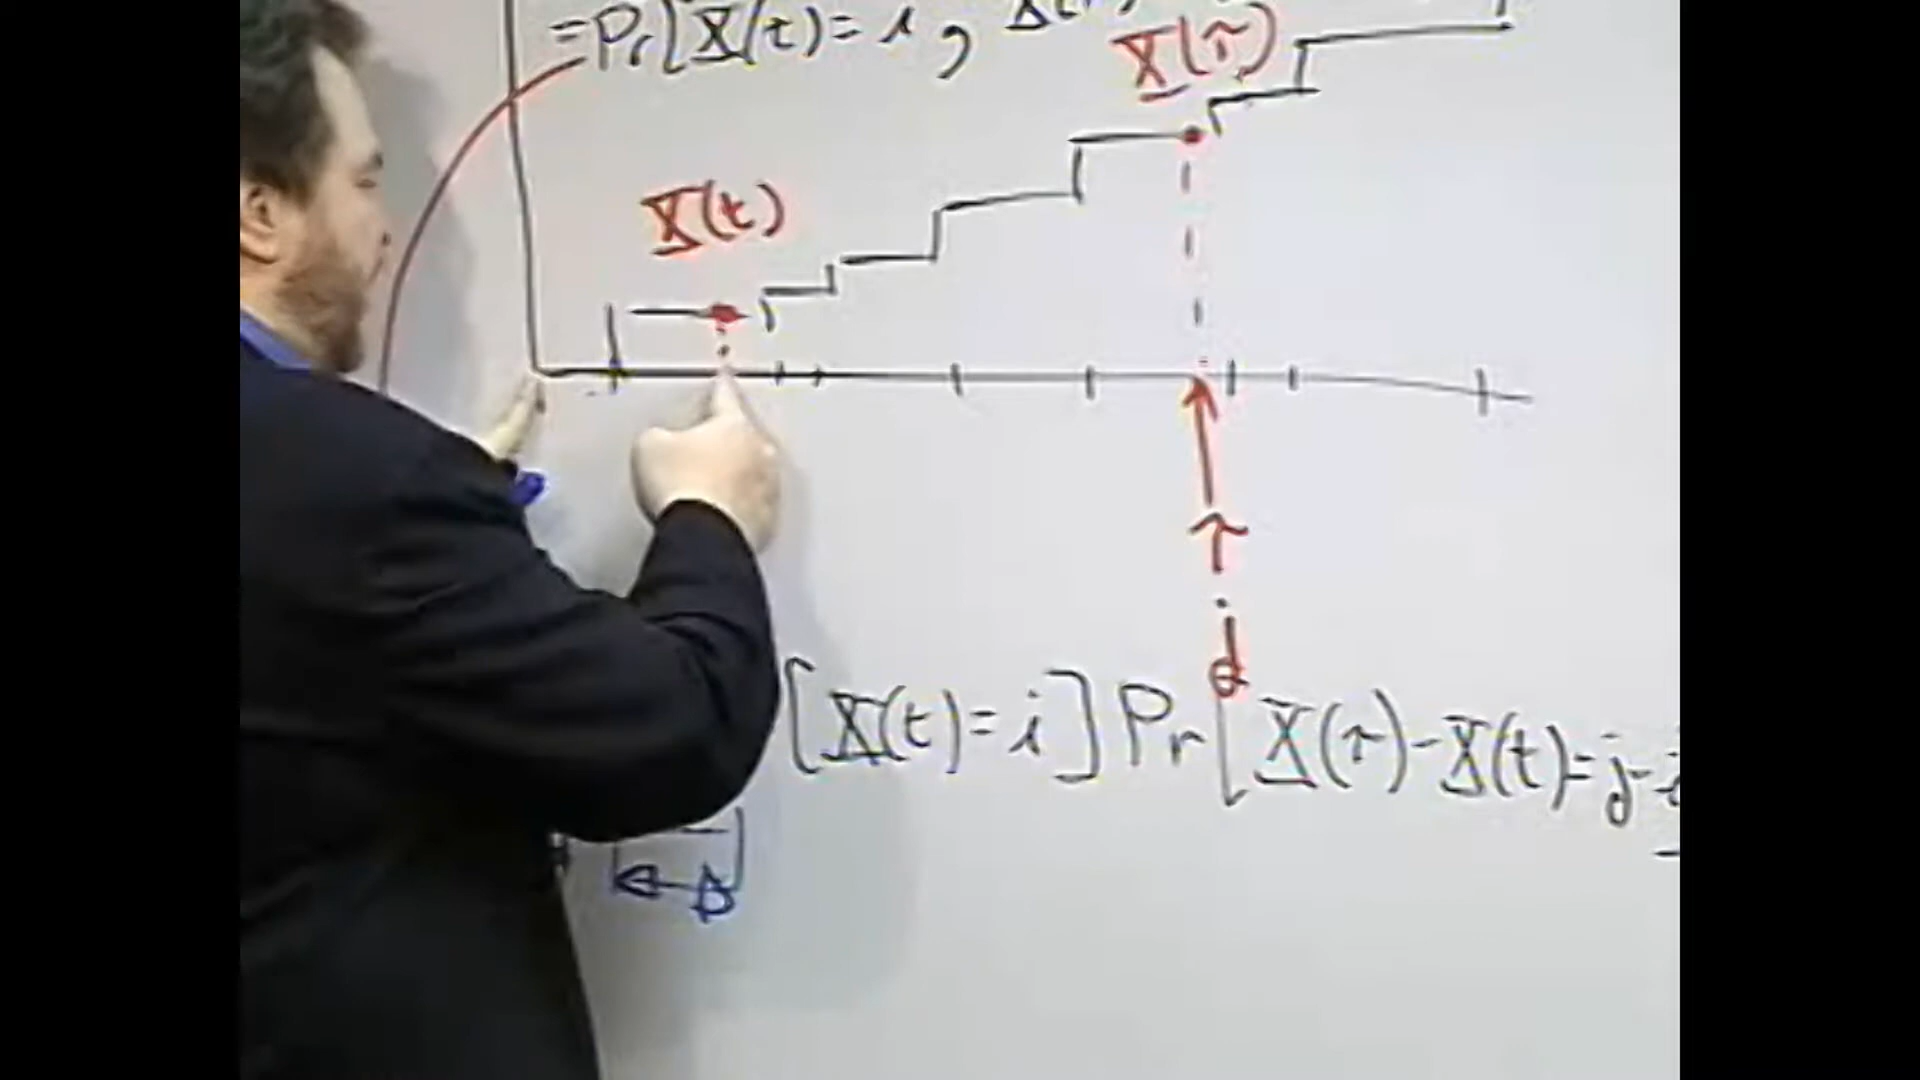 =Pr[X(t)=i,
X(τ)
X(t)
τ
j
[X(t)=i] Pr[X(τ)-X(t)=j-i